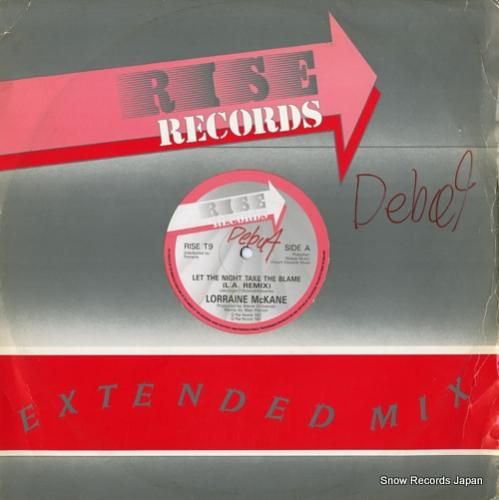 RISE
RECORDS
Debut
RISE
RECORDS
Debut
RISE T9
SIDE A
LET THE NIGHT TAKE THE BLAME
(L.A. REMIX)
LORRAINE McKANE
EXTENDED MIX
Snow Records Japan